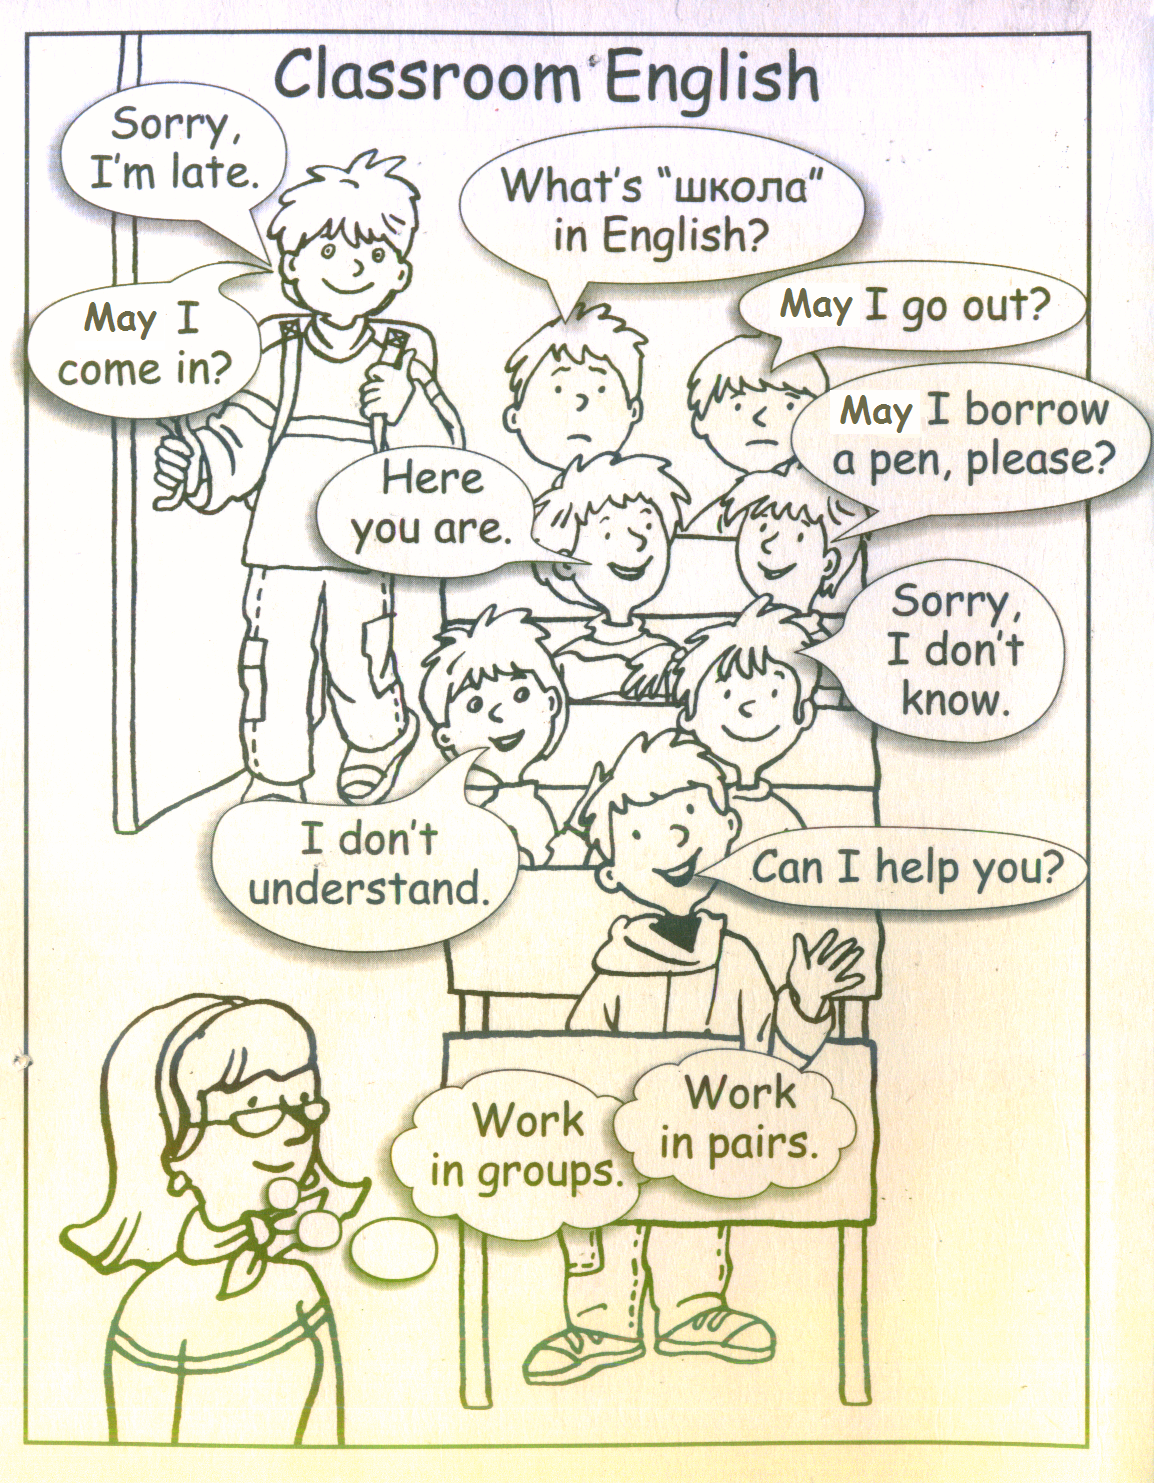 Classroom English
Sorry,
I'm late.
What's "школа"
in English?
May I
come in?
May I go out?
May I borrow
a pen, please?
Here
you are.
Sorry,
I don't
know.
I don't
understand.
Can I help you?
Work
in groups.
Work
in pairs.